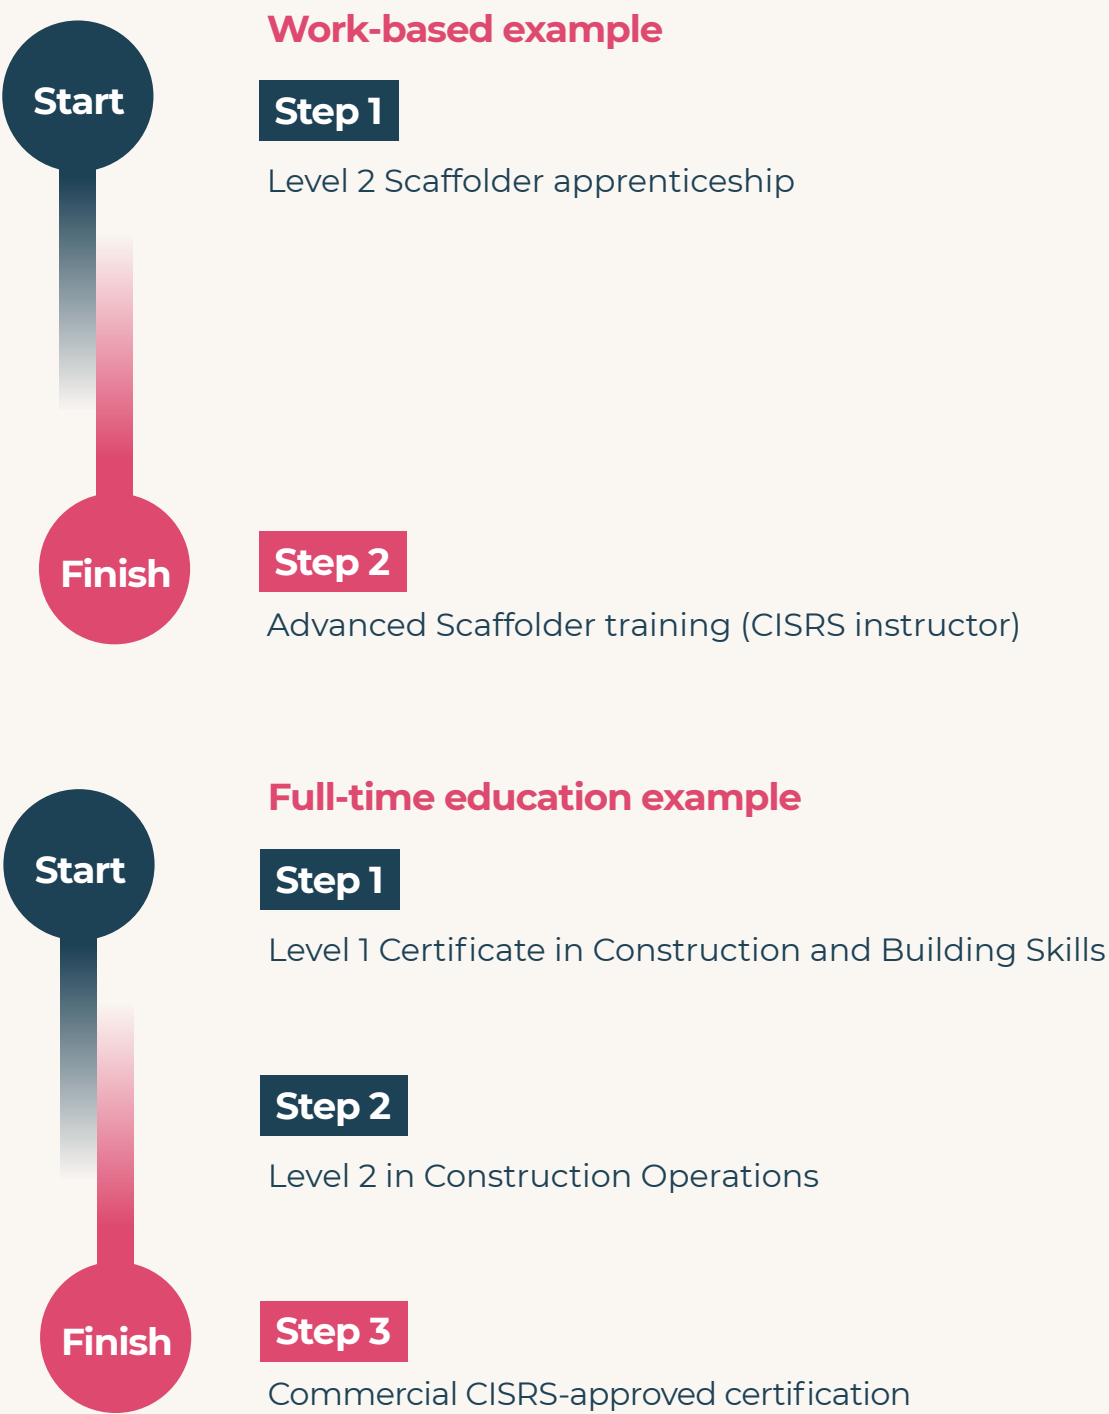 Work-based example
Start
Step 1
Level 2 Scaffolder apprenticeship
Finish
Step 2
Advanced Scaffolder training (CISRS instructor)
Full-time education example
Start
Step 1
Level 1 Certificate in Construction and Building Skills
Step 2
Level 2 in Construction Operations
Finish
Step 3
Commercial CISRS-approved certification